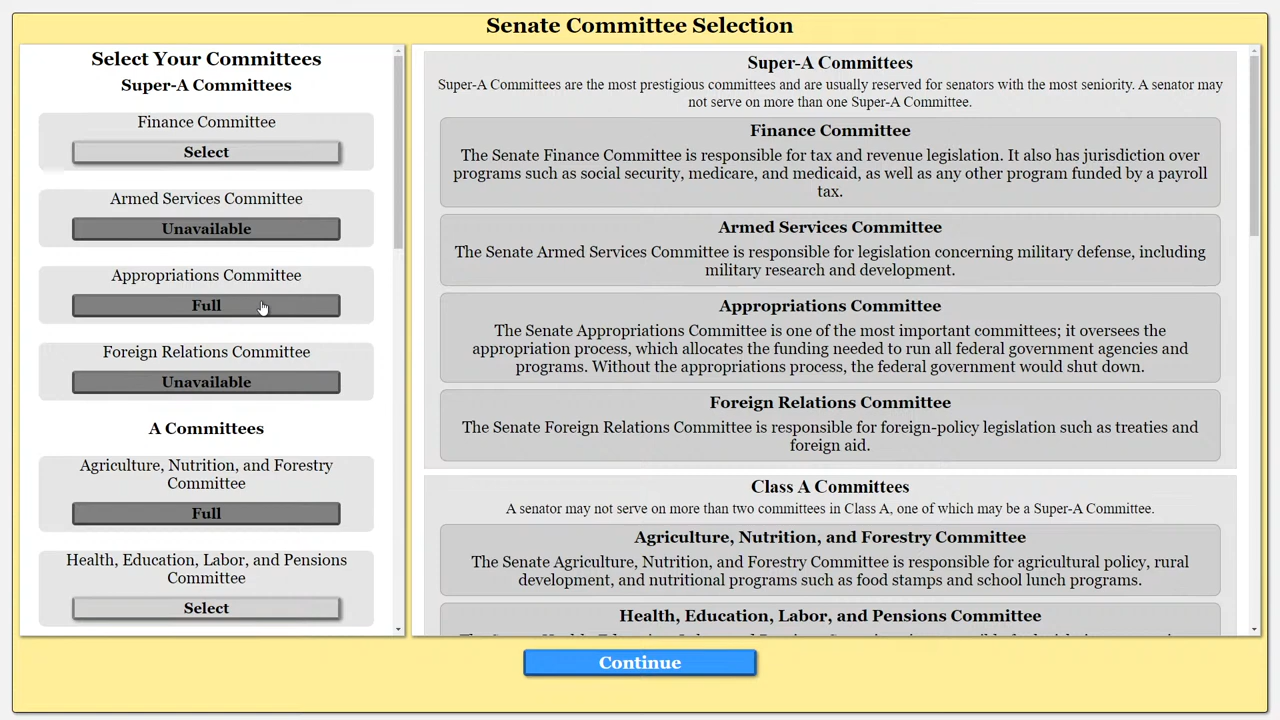 Senate Committee Selection
Select Your Committees
Super-A Committees
Finance Committee
Select
Armed Services Committee
Unavailable
Appropriations Committee
Full
Foreign Relations Committee
Unavailable
A Committees
Agriculture, Nutrition, and Forestry
Committee
Full
Health, Education, Labor, and Pensions
Committee
Select
Super-A Committees
Super-A Committees are the most prestigious committees and are usually reserved for senators with the most seniority. A senator may
not serve on more than one Super-A Committee.
Finance Committee
The Senate Finance Committee is responsible for tax and revenue legislation. It also has jurisdiction over
programs such as social security, medicare, and medicaid, as well as any other program funded by a payroll
tax.
Armed Services Committee
The Senate Armed Services Committee is responsible for legislation concerning military defense, including
military research and development.
Appropriations Committee
The Senate Appropriations Committee is one of the most important committees; it oversees the
appropriation process, which allocates the funding needed to run all federal government agencies and
programs. Without the appropriations process, the federal government would shut down.
Foreign Relations Committee
The Senate Foreign Relations Committee is responsible for foreign-policy legislation such as treaties and
foreign aid.
Class A Committees
A senator may not serve on more than two committees in Class A, one of which may be a Super-A Committee.
Agriculture, Nutrition, and Forestry Committee
The Senate Agriculture, Nutrition, and Forestry Committee is responsible for agricultural policy, rural
development, and nutritional programs such as food stamps and school lunch programs.
Health, Education, Labor, and Pensions Committee
Continue